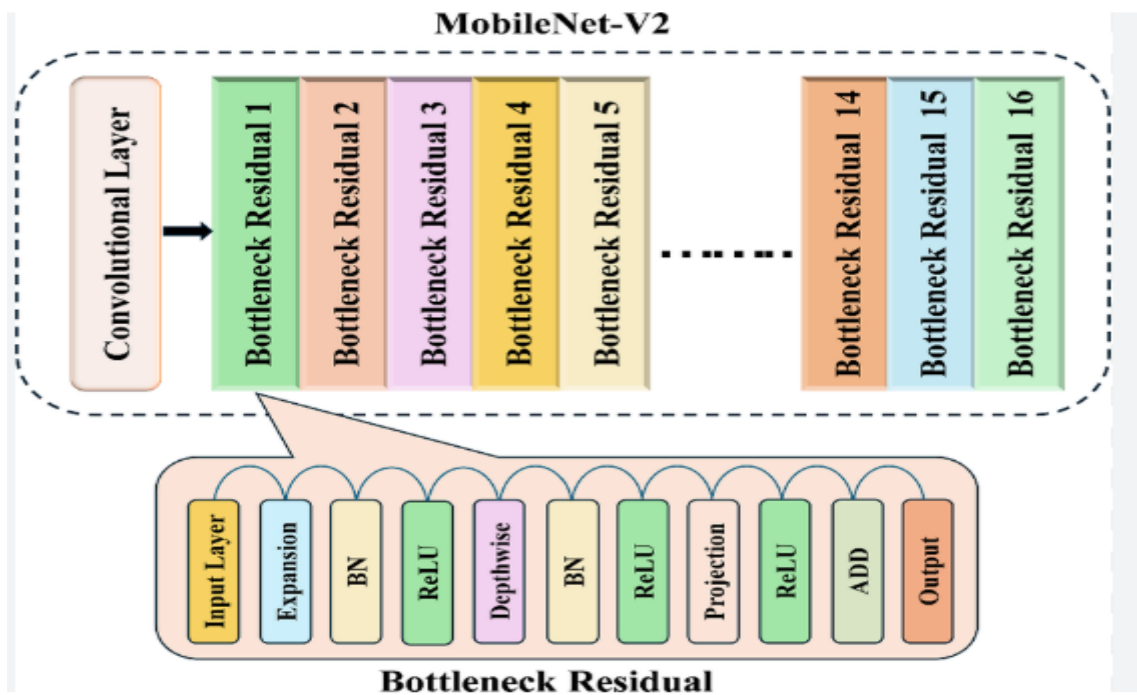 MobileNet-V2
Convolutional Layer
Bottleneck Residual 1
Bottleneck Residual 2
Bottleneck Residual 3
Bottleneck Residual 4
Bottleneck Residual 5
Bottleneck Residual 14
Bottleneck Residual 15
Bottleneck Residual 16
Input Layer
Expansion
BN
ReLU
Depthwise
BN
ReLU
Projection
ReLU
ADD
Output
Bottleneck Residual